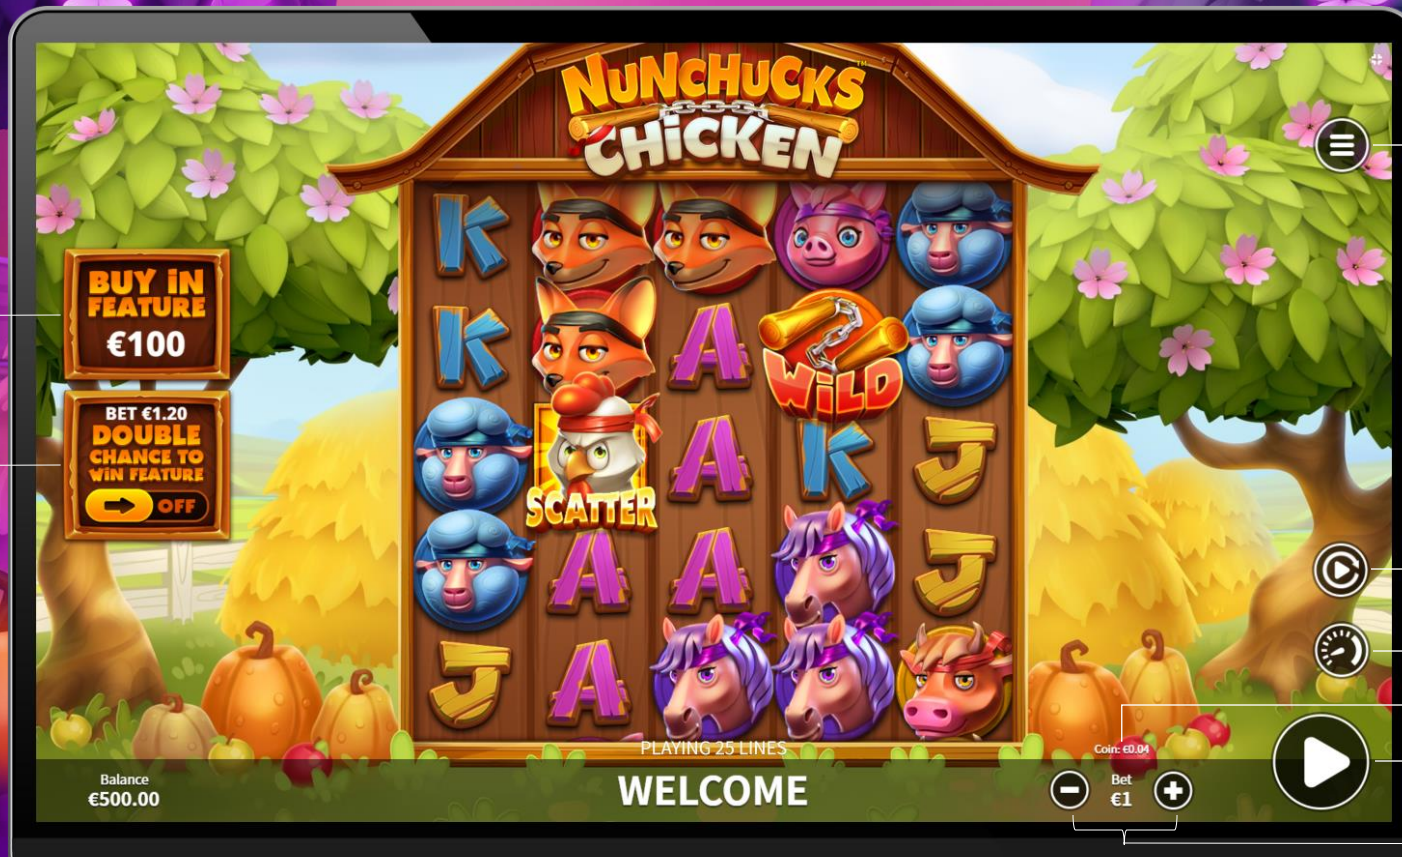 NUNCHUCKS™
CHICKEN
BUY IN
FEATURE
€100
BET €1.20
DOUBLE
CHANCE TO
WIN FEATURE
OFF
K
K
A
WILD
A
K
J
SCATTER
A
A
J
J
A
PLAYING 25 LINES
Coin: €0.04
Balance
€500.00
WELCOME
Bet
€1